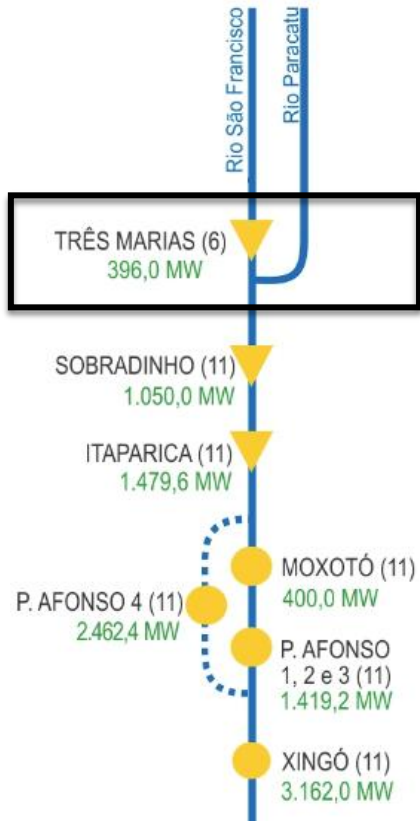 Rio São Francisco
Rio Paracatu
TRÊS MARIAS (6)
396,0 MW
SOBRADINHO (11)
1.050,0 MW
ITAPARICA (11)
1.479,6 MW
MOXOTÓ (11)
400,0 MW
P. AFONSO 4 (11)
2.462,4 MW
P. AFONSO
1, 2 e 3 (11)
1.419,2 MW
XINGÓ (11)
3.162,0 MW